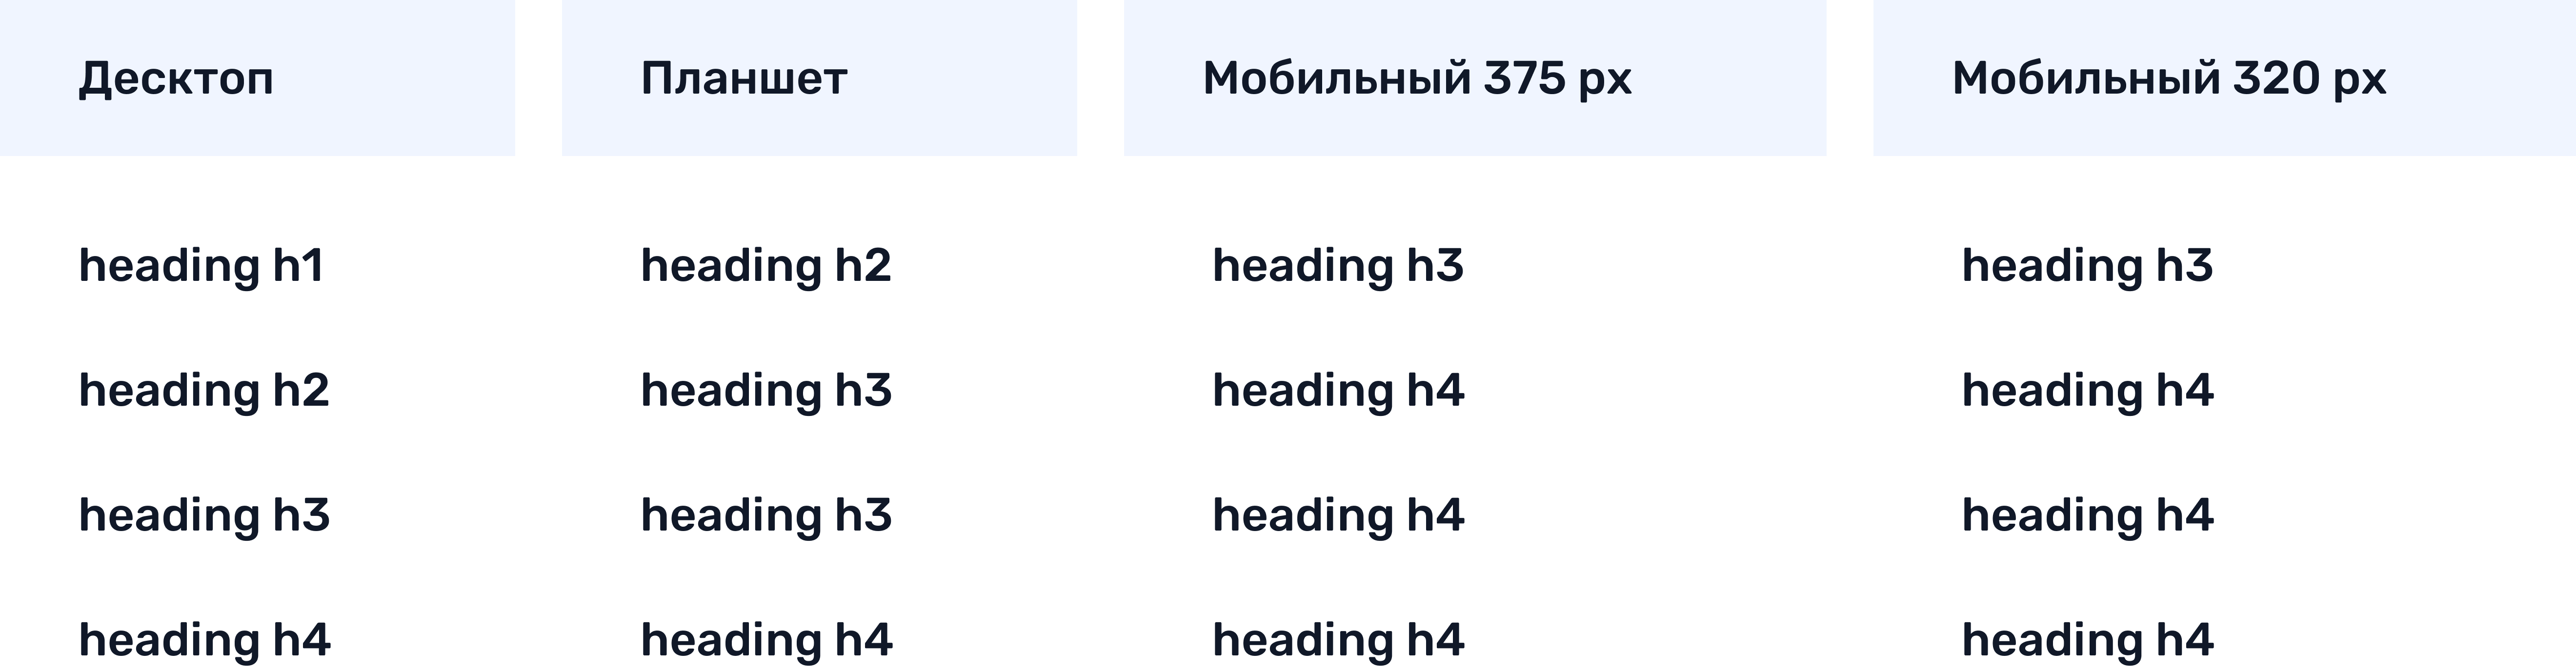 Десктоп Планшет Мобильный 375 px Мобильный 320 px
heading h1 heading h2 heading h3 heading h3
heading h2 heading h3 heading h4 heading h4
heading h3 heading h3 heading h4 heading h4
heading h4 heading h4 heading h4 heading h4